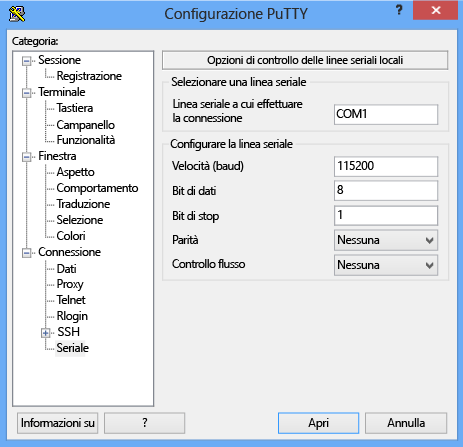 Configurazione PuTTY
?
Categoria:
Sessione
Registrazione
Terminale
Tastiera
Campanello
Funzionalità
Finestra
Aspetto
Comportamento
Traduzione
Selezione
Colori
Connessione
Dati
Proxy
Telnet
Rlogin
SSH
Seriale
Opzioni di controllo delle linee seriali locali
Selezionare una linea seriale
Linea seriale a cui effettuare
la connessione
COM1
Configurare la linea seriale
Velocità (baud)
115200
Bit di dati
8
Bit di stop
1
Parità
Nessuna
Controllo flusso
Nessuna
Informazioni su
?
Apri
Annulla